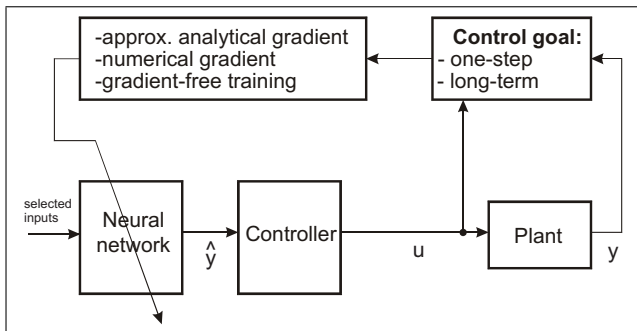 -approx. analytical gradient
-numerical gradient
-gradient-free training
Control goal:
- one-step
- long-term
selected
inputs
Neural
network
ŷ
Controller
u
Plant
y